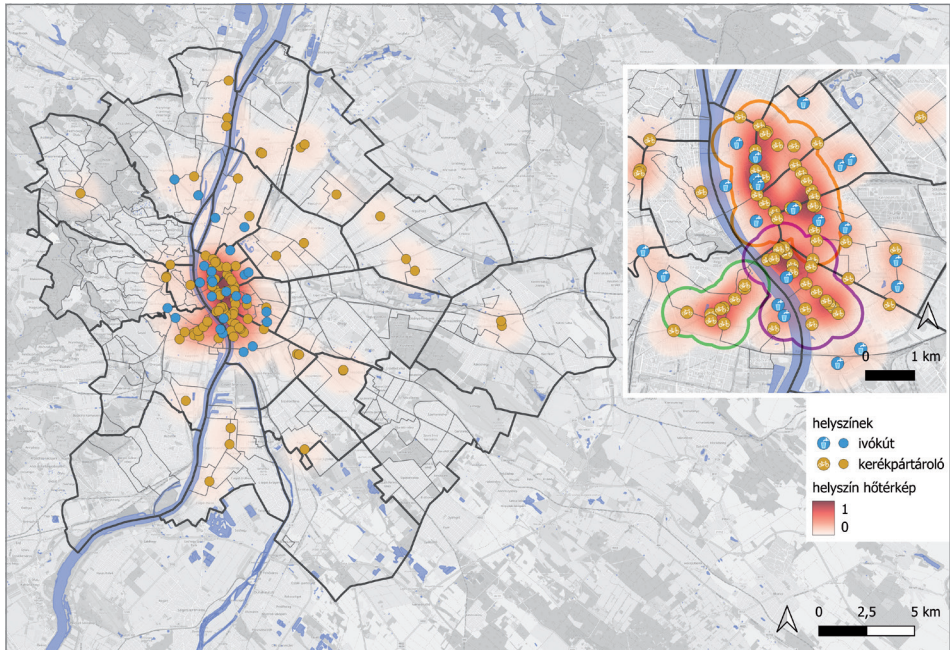 0
1 km
helyszínek
ivókút
kerékpártároló
helyszín hőtérkép
1
0
0 2,5 5 km